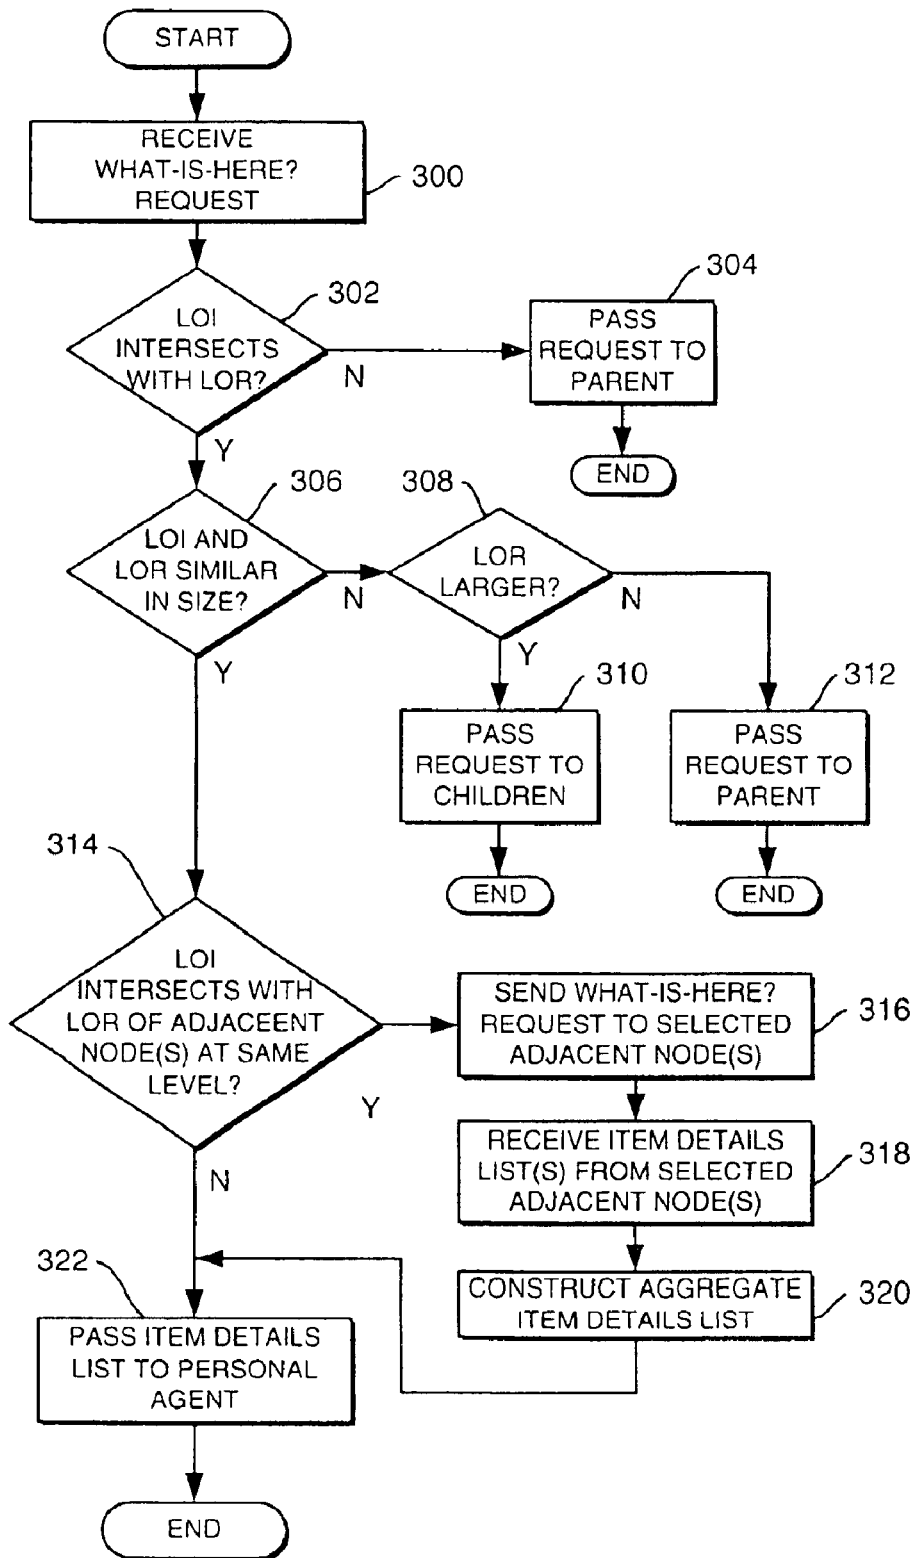 START
RECEIVE
WHAT-IS-HERE?
REQUEST
300
LOI
INTERSECTS
WITH LOR?
302
N
Y
304
PASS
REQUEST TO
PARENT
END
LOI AND
LOR SIMILAR
IN SIZE?
306
N
Y
308
LOR
LARGER?
N
Y
310
PASS
REQUEST TO
CHILDREN
END
312
PASS
REQUEST TO
PARENT
END
314
LOI
INTERSECTS WITH
LOR OF ADJACEENT
NODE(S) AT SAME
LEVEL?
Y
N
SEND WHAT-IS-HERE?
REQUEST TO SELECTED
ADJACENT NODE(S)
316
RECEIVE ITEM DETAILS
LIST(S) FROM SELECTED
ADJACENT NODE(S)
318
CONSTRUCT AGGREGATE
ITEM DETAILS LIST
320
322
PASS ITEM DETAILS
LIST TO PERSONAL
AGENT
END